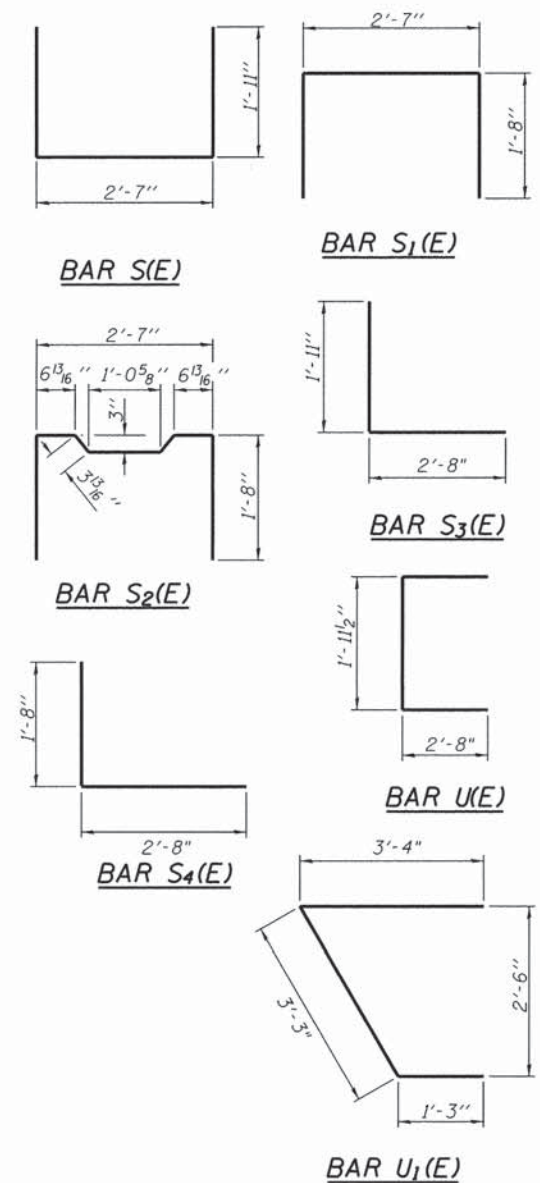 2'-7"
1'-11"
BAR S(E)
2'-7"
1'-8"
BAR S1(E)
2'-7"
6 13/16" 1'-0 5/8" 6 13/16"
3"
3 13/16"
1'-8"
BAR S2(E)
1'-11"
2'-8"
BAR S3(E)
1'-8"
2'-8"
BAR S4(E)
1'-11 1/2"
2'-8"
BAR U(E)
3'-4"
3'-3"
2'-6"
1'-3"
BAR U1(E)